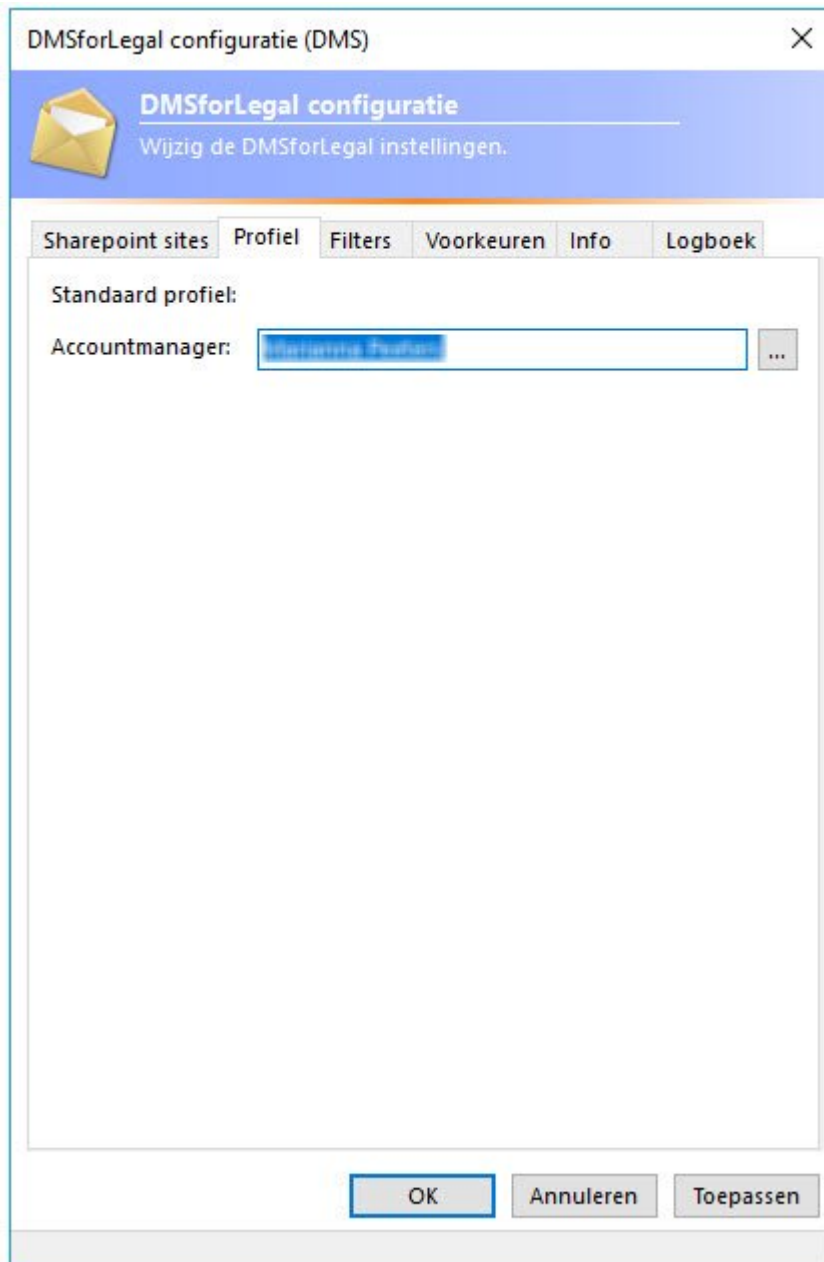 DMSforLegal configuratie (DMS)
DMSforLegal configuratie
Wijzig de DMSforLegal instellingen.
Sharepoint sites Profiel Filters Voorkeuren Info Logboek
Standaard profiel:
Accountmanager:
...
OK Annuleren Toepassen